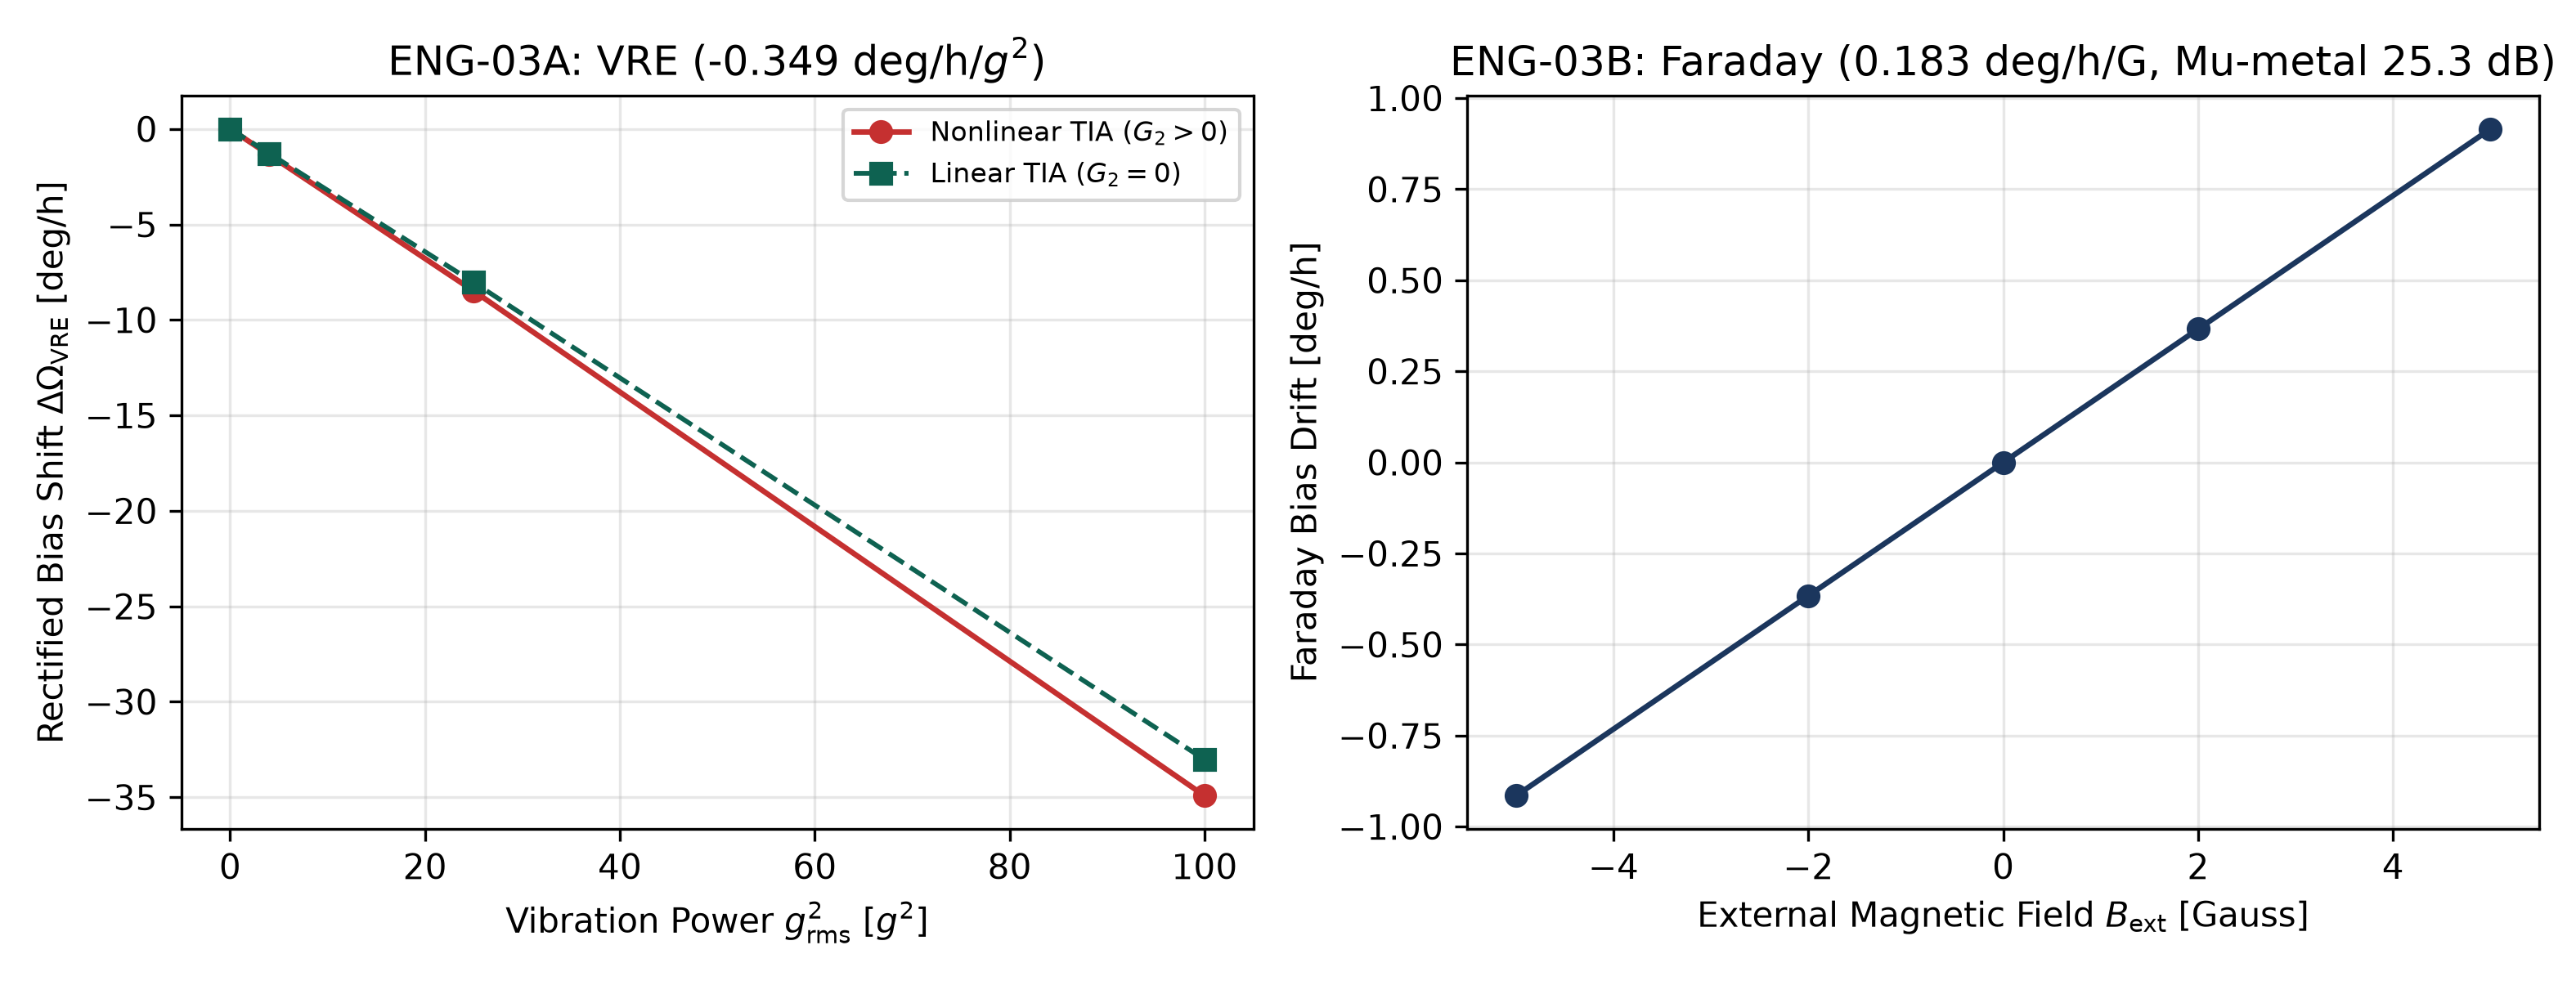 ENG-03A: VRE (-0.349 deg/h/g²)
Rectified Bias Shift ΔΩVRE [deg/h]
0
−5
−10
−15
−20
−25
−30
−35
Nonlinear TIA (G₂ > 0)
Linear TIA (G₂ = 0)
0 20 40 60 80 100
Vibration Power g²rms [g²]
ENG-03B: Faraday (0.183 deg/h/G, Mu-metal 25.3 dB)
Faraday Bias Drift [deg/h]
1.00
0.75
0.50
0.25
0.00
−0.25
−0.50
−0.75
−1.00
−4 −2 0 2 4
External Magnetic Field Bext [Gauss]